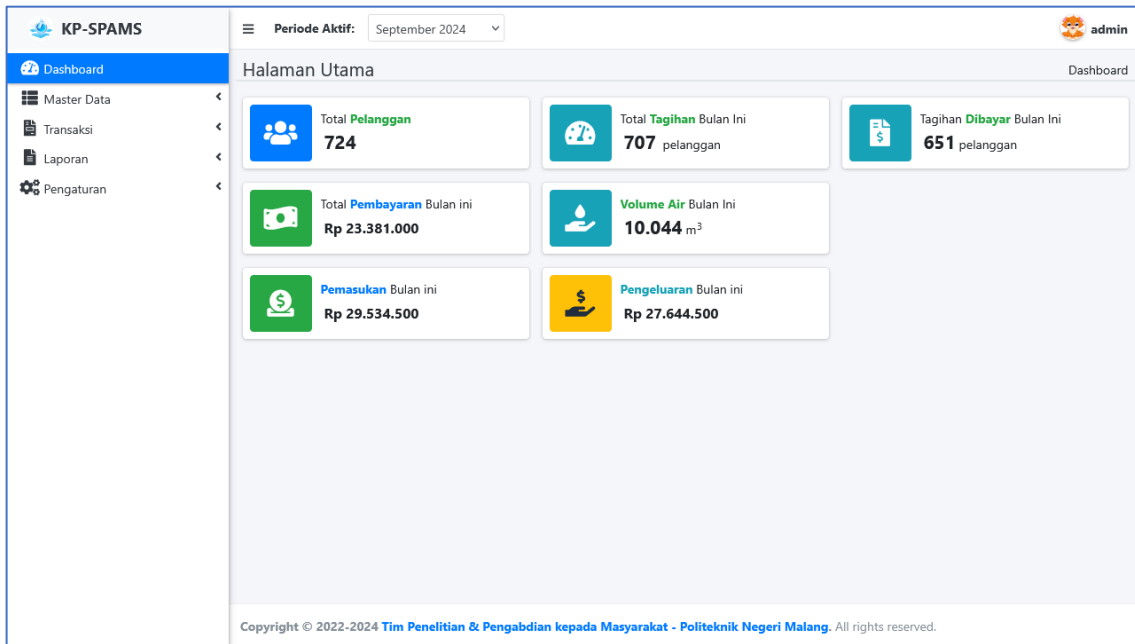 KP-SPAMS
Periode Aktif: September 2024
admin
Dashboard
Master Data
Transaksi
Laporan
Pengaturan
Halaman Utama
Dashboard
Total Pelanggan
724
Total Tagihan Bulan Ini
707 pelanggan
Tagihan Dibayar Bulan Ini
651 pelanggan
Total Pembayaran Bulan ini
Rp 23.381.000
Volume Air Bulan Ini
10.044 m³
Pemasukan Bulan ini
Rp 29.534.500
Pengeluaran Bulan ini
Rp 27.644.500
Copyright © 2022-2024 Tim Penelitian & Pengabdian kepada Masyarakat - Politeknik Negeri Malang. All rights reserved.